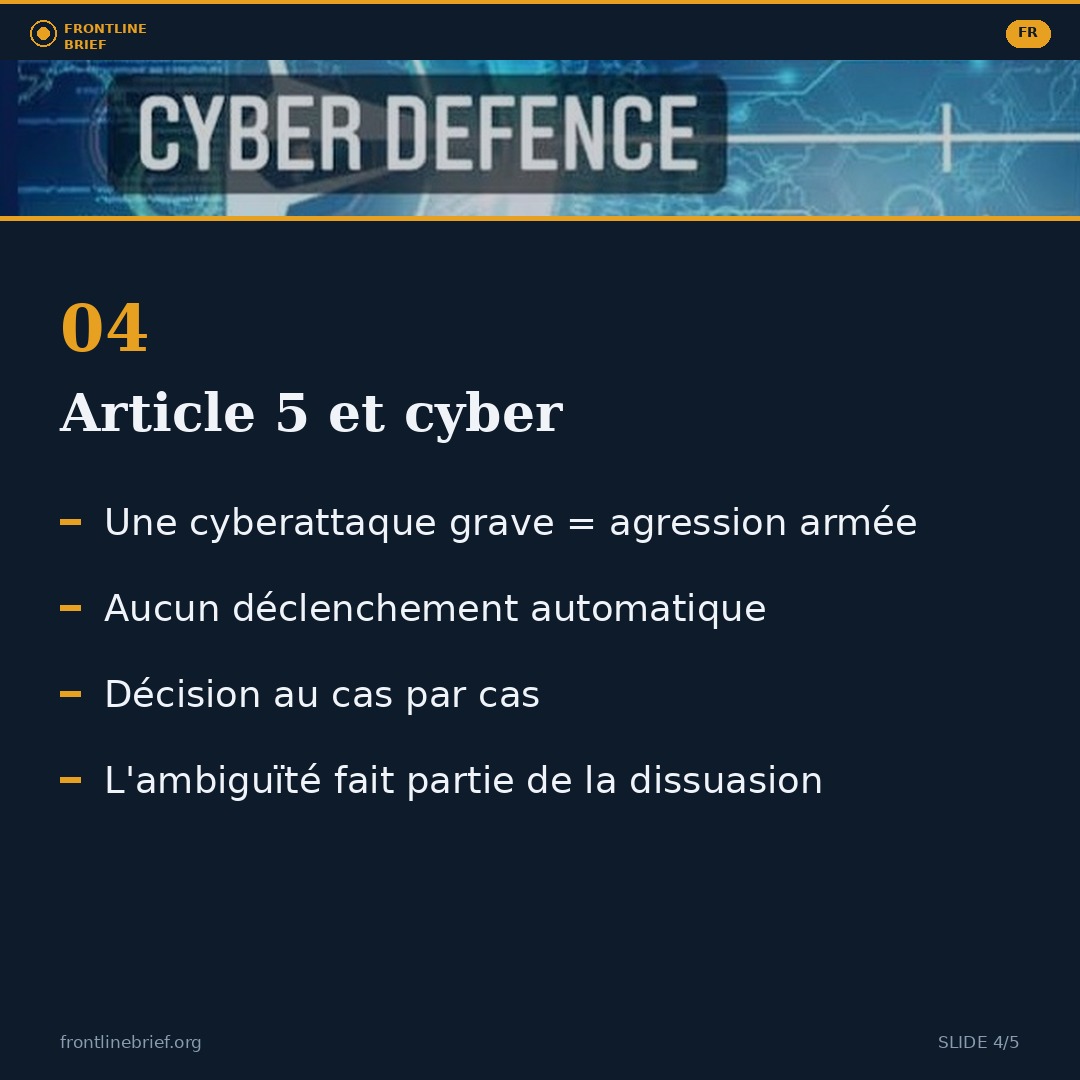 FRONTLINE
BRIEF
FR
CYBER DEFENCE
04
Article 5 et cyber
Une cyberattaque grave = agression armée
Aucun déclenchement automatique
Décision au cas par cas
L'ambiguïté fait partie de la dissuasion
frontlinebrief.org
SLIDE 4/5